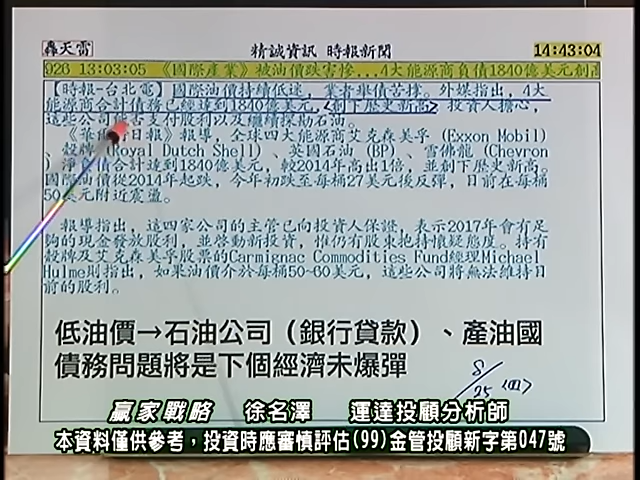 轟天雷
精誠資訊 時報新聞
14:43:04
926 13:03:05 《國際產業》被油價跌害慘...4大能源商負債1840億美元創高
【時報-台北電】國際油價持續低迷，業者舉債苦撐。外媒指出，4大
能源商合計債務已經達到1840億美元，創下歷史新高，投資人擔心，
這些公司 否支付股利以及繼續探勘石油。
《華 日報》報導，全球四大能源商艾克森美孚 (Exxon Mobil)
、殼牌 (Royal Dutch Shell) 、英國石油 (BP) 、雪佛龍 (Chevron
) 淨負債合計達到1840億美元，較2014年高出1倍，並創下歷史新高。
國際油價從2014年起跌，今年初跌至每桶27美元後反彈，目前在每桶
50美元附近震盪。
報導指出，這四家公司的主管已向投資人保證，表示2017年會有足
夠的現金發放股利，並啓動新投資，惟仍有股東抱持懷疑態度。持有
殼牌及艾克森美孚股票的Carmignac Commodities Fund經理Michael
Hulme則指出，如果油價介於每桶50~60美元，這些公司將無法維持目
前的股利。
低油價→石油公司（銀行貸款）、產油國
債務問題將是下個經濟未爆彈
8/25 (四)
贏家戰略 徐名澤 運達投顧分析師
本資料僅供參考，投資時應審慎評估(99)金管投顧新字第047號